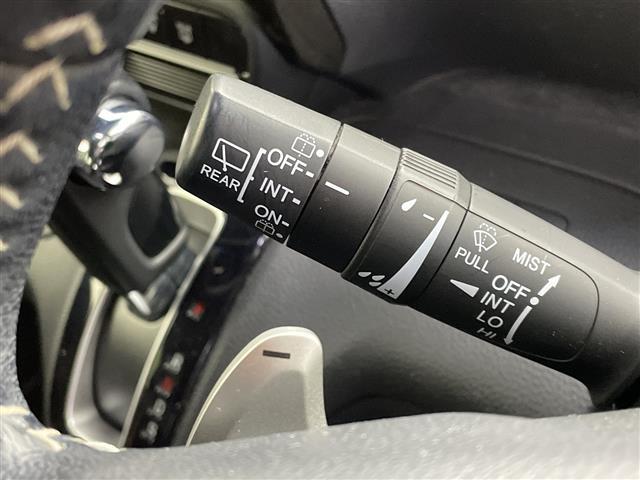 REAR
OFF
INT
ON
− +
PULL
MIST
OFF
INT
LO
HI
−